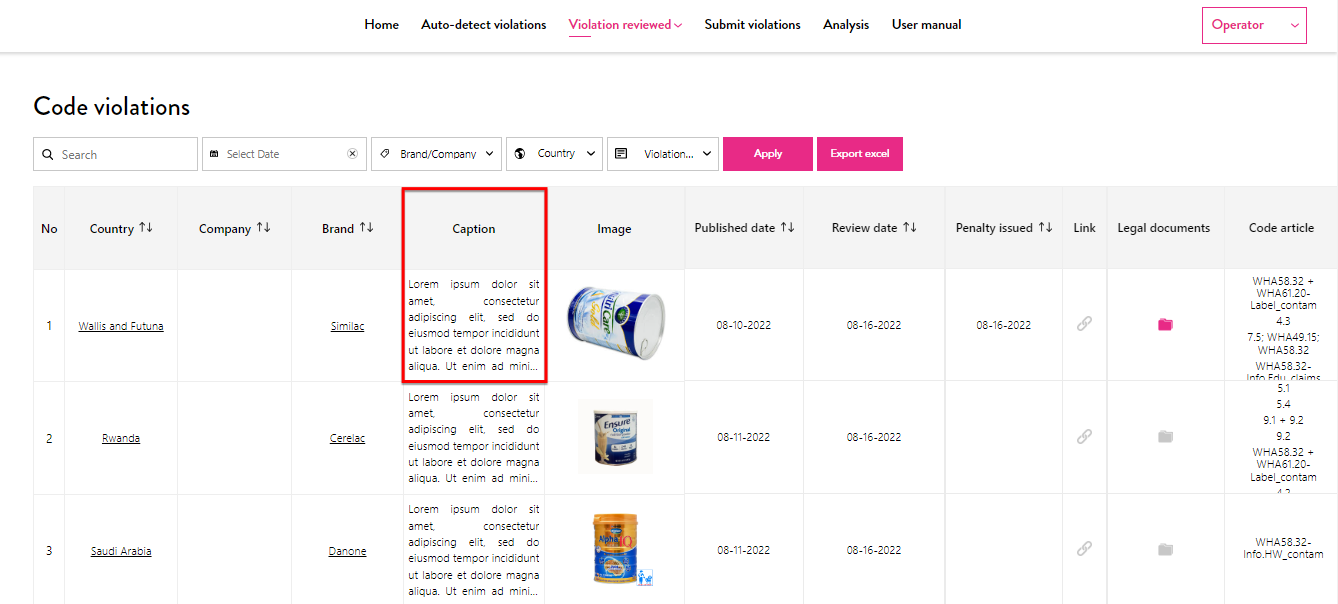 Home Auto-detect violations Violation reviewed Submit violations Analysis User manual Operator
Code violations
Search Select Date Brand/Company Country Violation... Apply Export excel
No Country Company Brand Caption Image Published date Review date Penalty issued Link Legal documents Code article
1 Wallis and Futuna Similac
Lorem ipsum dolor sit
amet, consectetur
adipiscing elit, sed do
eiusmod tempor incididunt
ut labore et dolore magna
aliqua. Ut enim ad mini...
NutriCare
Gold
08-10-2022 08-16-2022 08-16-2022
WHA58.32 +
WHA61.20-
Label_contam
4.3
7.5; WHA49.15;
WHA58.32
WHA58.32-
Info.Edu_claims
2 Rwanda Cerelac
Lorem ipsum dolor sit
amet, consectetur
adipiscing elit, sed do
eiusmod tempor incididunt
ut labore et dolore magna
aliqua. Ut enim ad mini...
Ensure
Original
08-11-2022 08-16-2022
5.1
5.4
9.1 + 9.2
9.2
WHA58.32 +
WHA61.20-
Label_contam
4.2
3 Saudi Arabia Danone
Lorem ipsum dolor sit
amet, consectetur
adipiscing elit, sed do
eiusmod tempor incididunt
ut labore et dolore magna
aliqua. Ut enim ad mini...
Alpha IQ
08-11-2022 08-16-2022
WHA58.32-
Info.HW_contam